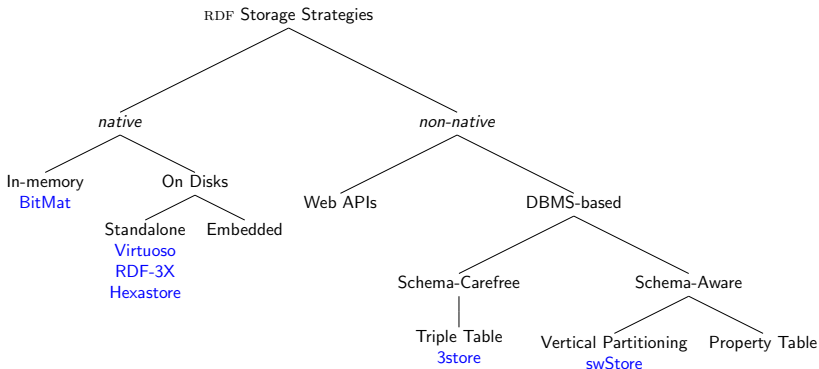 RDF Storage Strategies
native
non-native
In-memory
BitMat
On Disks
Web APIs
DBMS-based
Standalone
Virtuoso
RDF-3X
Hexastore
Embedded
Schema-Carefree
Schema-Aware
Triple Table
3store
Vertical Partitioning
swStore
Property Table